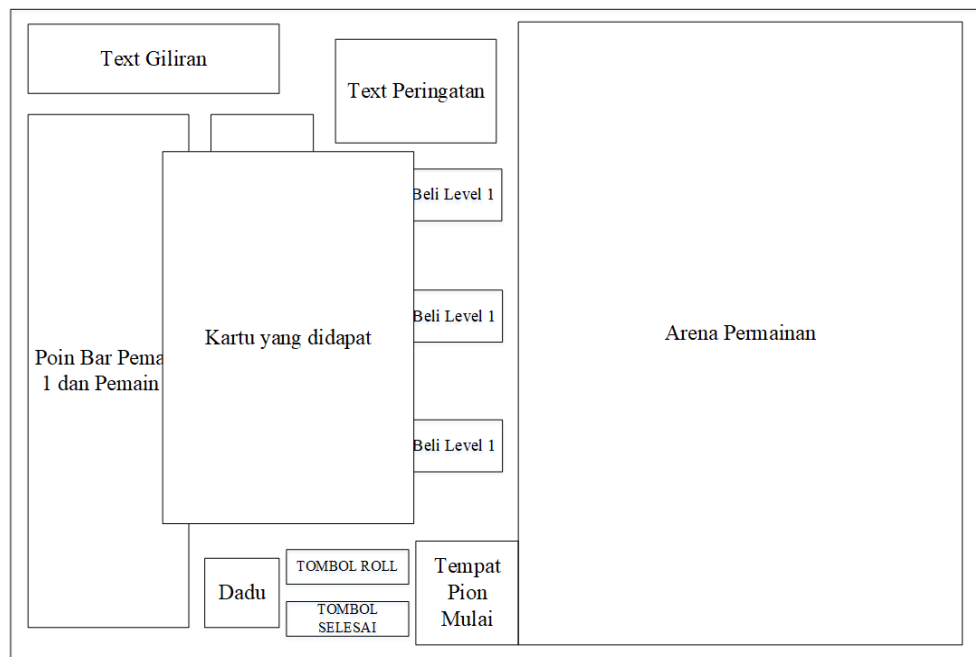 Text Giliran
Text Peringatan
Beli Level 1
Beli Level 1
Beli Level 1
Kartu yang didapat
Poin Bar Pema
1 dan Pemain
Arena Permainan
Dadu
TOMBOL ROLL
TOMBOL
SELESAI
Tempat
Pion
Mulai